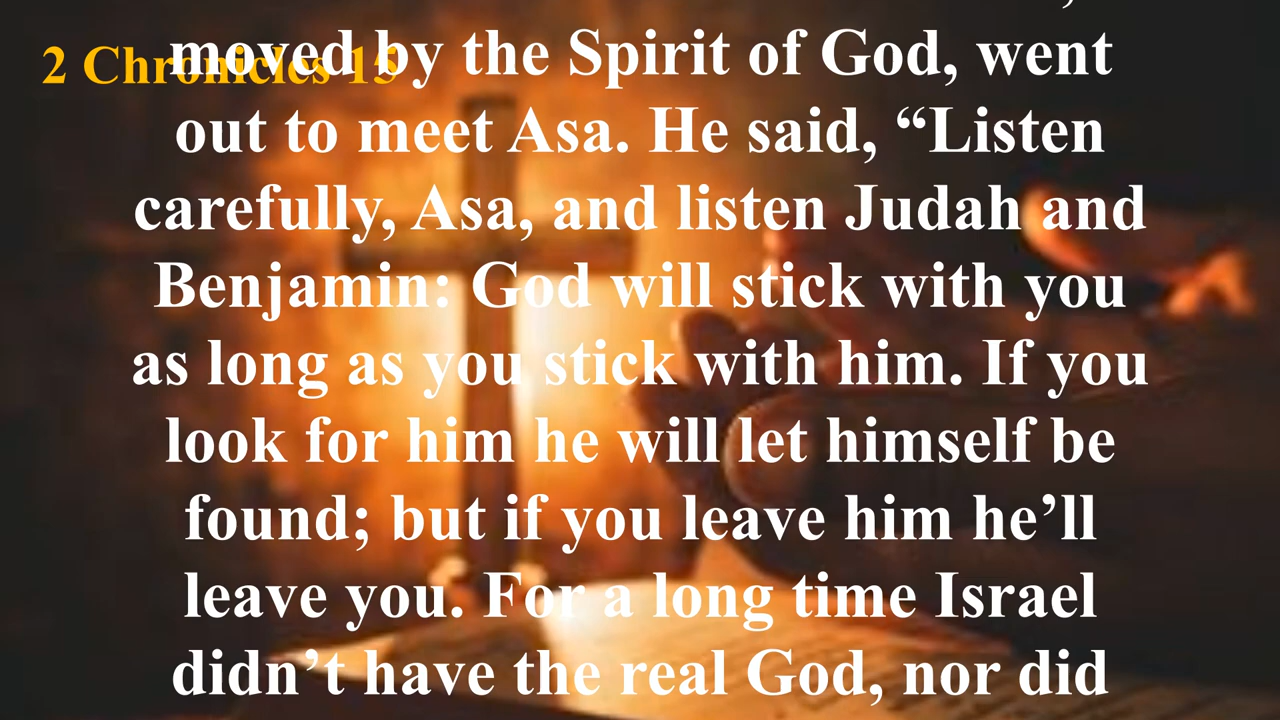 2 Chronicles 15
moved by the Spirit of God, went
out to meet Asa. He said, “Listen
carefully, Asa, and listen Judah and
Benjamin: God will stick with you
as long as you stick with him. If you
look for him he will let himself be
found; but if you leave him he’ll
leave you. For a long time Israel
didn’t have the real God, nor did